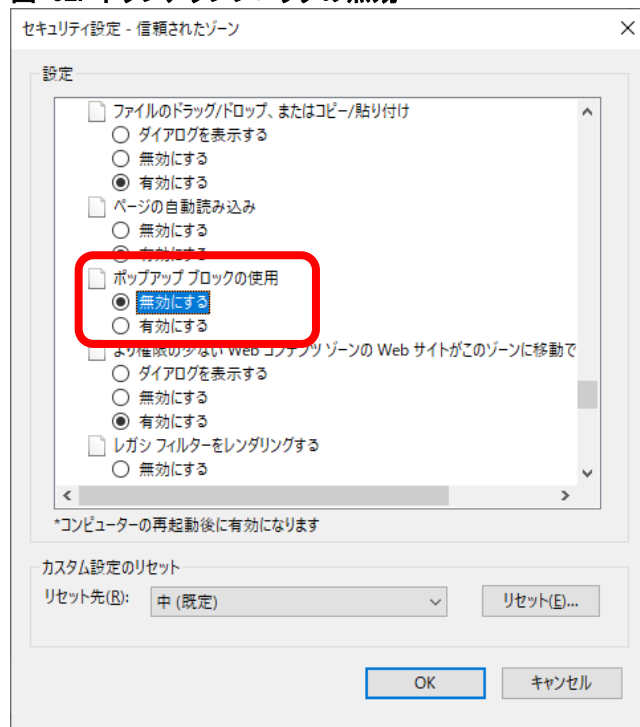 セキュリティ設定 - 信頼されたゾーン
設定
ファイルのドラッグ/ドロップ、またはコピー/貼り付け
ダイアログを表示する
無効にする
有効にする
ページの自動読み込み
無効にする
有効にする
ポップアップ ブロックの使用
無効にする
有効にする
より権限の少ない Web コンテンツ ゾーンの Web サイトがこのゾーンに移動で
ダイアログを表示する
無効にする
有効にする
レガシ フィルターをレンダリングする
無効にする
*コンピューターの再起動後に有効になります
カスタム設定のリセット
リセット先(R): 中 (既定) リセット(E)...
OK キャンセル